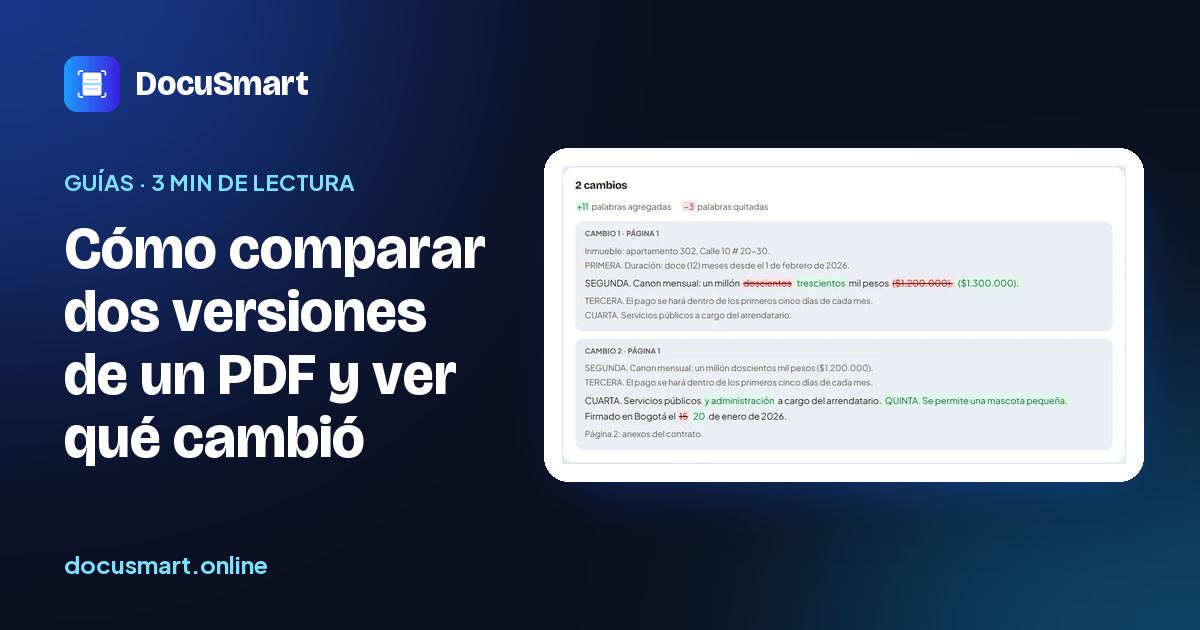 DocuSmart
GUÍAS · 3 MIN DE LECTURA
Cómo comparar
dos versiones
de un PDF y ver
qué cambió
docusmart.online
2 cambios
+11 palabras agregadas −3 palabras quitadas
CAMBIO 1 · PÁGINA 1
Inmueble: apartamento 302, Calle 10 # 20-30.
PRIMERA. Duración: doce (12) meses desde el 1 de febrero de 2026.
SEGUNDA. Canon mensual: un millón doscientos trescientos mil pesos ($1.200.000). ($1.300.000).
TERCERA. El pago se hará dentro de los primeros cinco días de cada mes.
CUARTA. Servicios públicos a cargo del arrendatario.
CAMBIO 2 · PÁGINA 1
SEGUNDA. Canon mensual: un millón doscientos mil pesos ($1.200.000).
TERCERA. El pago se hará dentro de los primeros cinco días de cada mes.
CUARTA. Servicios públicos y administración a cargo del arrendatario. QUINTA. Se permite una mascota pequeña.
Firmado en Bogotá el 15 20 de enero de 2026.
Página 2: anexos del contrato.